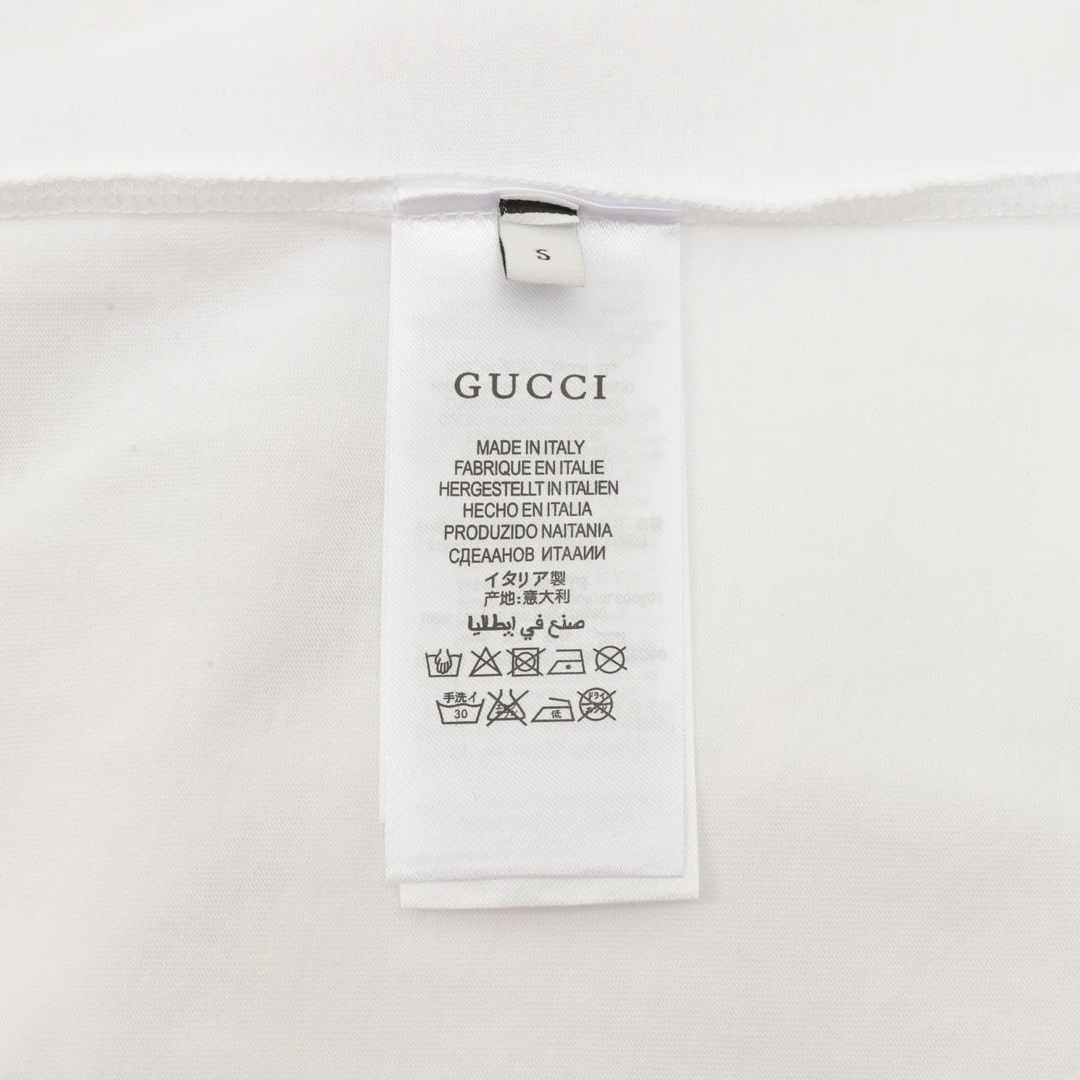 S
GUCCI
MADE IN ITALY
FABRIQUE EN ITALIE
HERGESTELLT IN ITALIEN
HECHO EN ITALIA
PRODUZIDO NAITANIA
СДЕААНОВ ИТААИИ
イタリア製
产地:意大利
صنع في إيطاليا
手洗イ
30 低